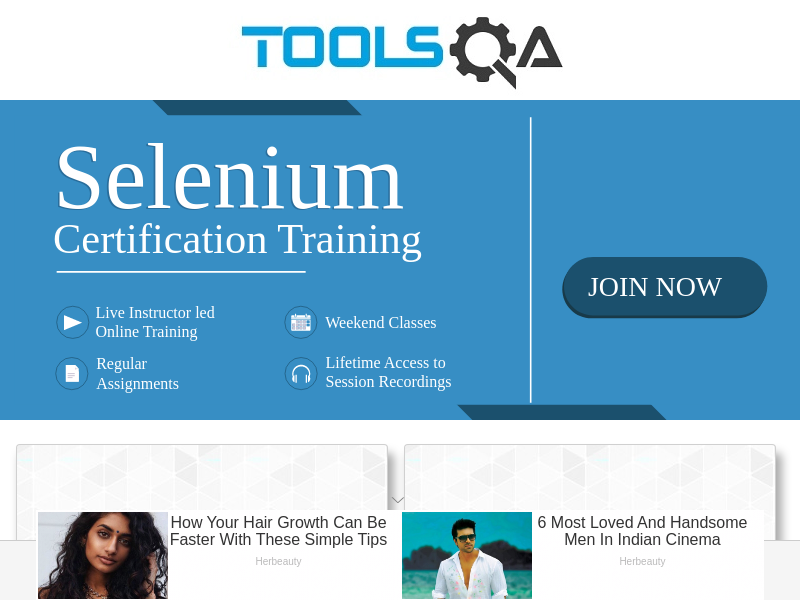 TOOLSQA
Selenium
Certification Training
JOIN NOW
Live Instructor led
Online Training
Weekend Classes
Regular
Assignments
Lifetime Access to
Session Recordings
How Your Hair Growth Can Be
Faster With These Simple Tips
Herbeauty
6 Most Loved And Handsome
Men In Indian Cinema
Herbeauty